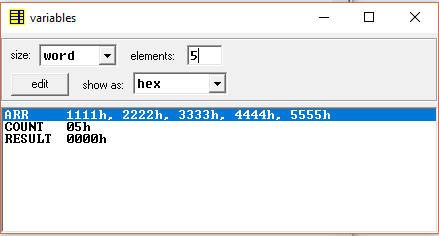 variables
size: word elements: 5
edit show as: hex
ARR 1111h, 2222h, 3333h, 4444h, 5555h
COUNT 05h
RESULT 0000h